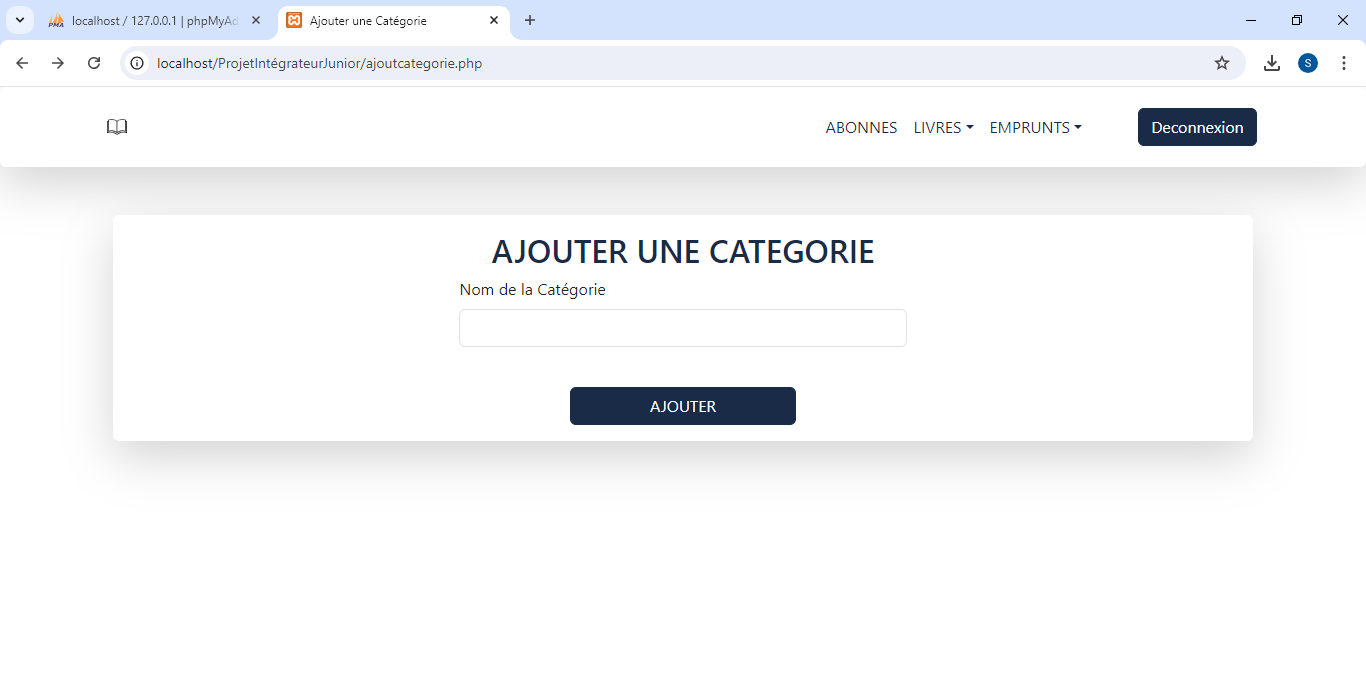 localhost / 127.0.0.1 | phpMyAd
Ajouter une Catégorie
localhost/ProjetIntégrateurJunior/ajoutcategorie.php
S
ABONNES LIVRES EMPRUNTS Deconnexion
AJOUTER UNE CATEGORIE
Nom de la Catégorie
AJOUTER